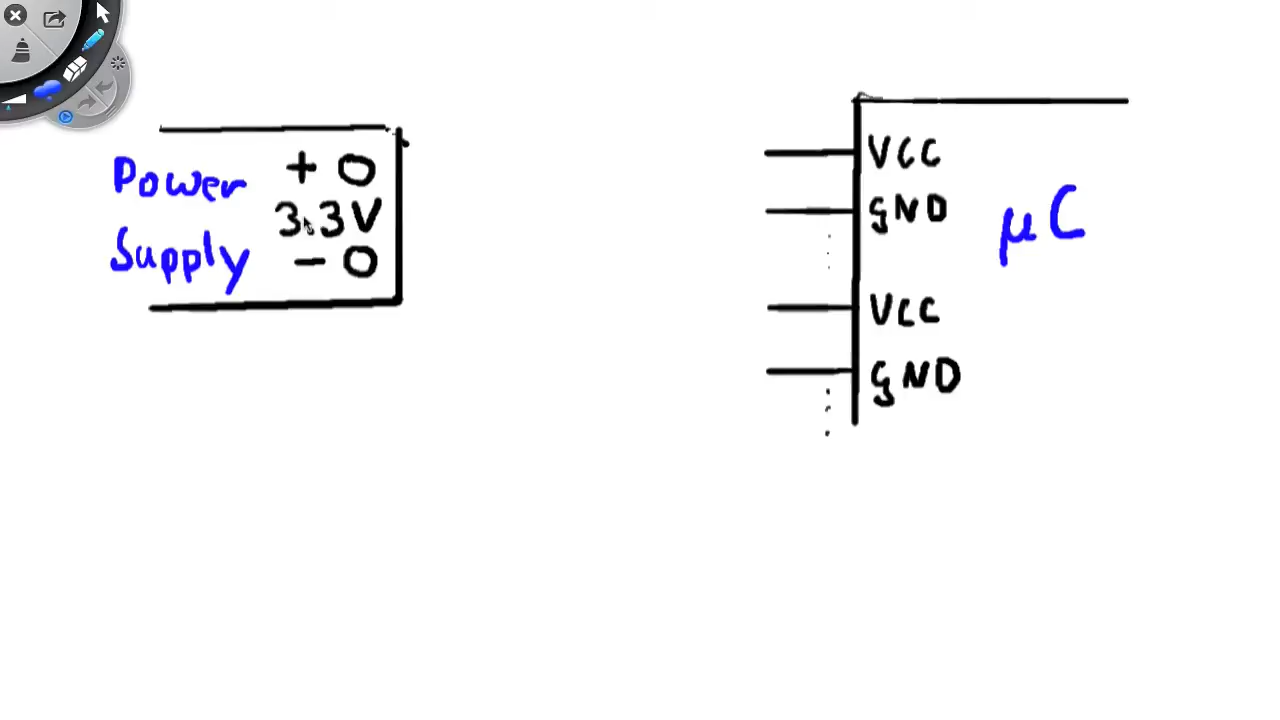 Power
Supply
+ O
3.3V
- O
VCC
GND
VCC
GND
μC